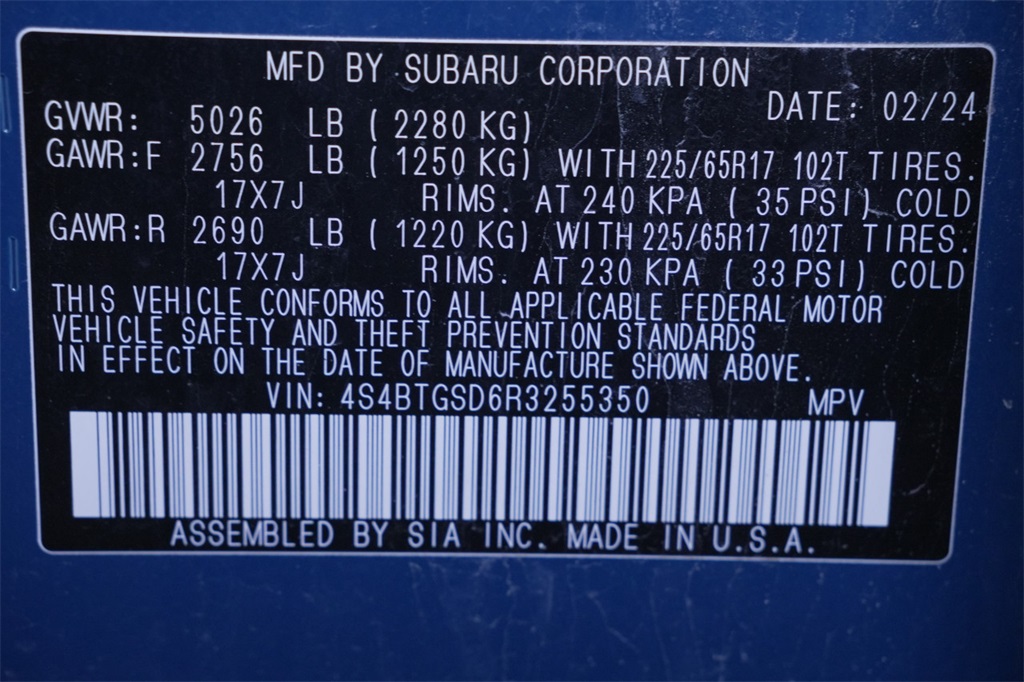 MFD BY SUBARU CORPORATION
DATE: 02/24
GVWR: 5026 LB ( 2280 KG)
GAWR:F 2756 LB ( 1250 KG) WITH 225/65R17 102T TIRES.
17X7J RIMS. AT 240 KPA ( 35 PSI) COLD
GAWR:R 2690 LB ( 1220 KG) WITH 225/65R17 102T TIRES.
17X7J RIMS. AT 230 KPA ( 33 PSI) COLD
THIS VEHICLE CONFORMS TO ALL APPLICABLE FEDERAL MOTOR
VEHICLE SAFETY AND THEFT PREVENTION STANDARDS
IN EFFECT ON THE DATE OF MANUFACTURE SHOWN ABOVE.
VIN: 4S4BTGSD6R3255350 MPV
ASSEMBLED BY SIA INC. MADE IN U.S.A.